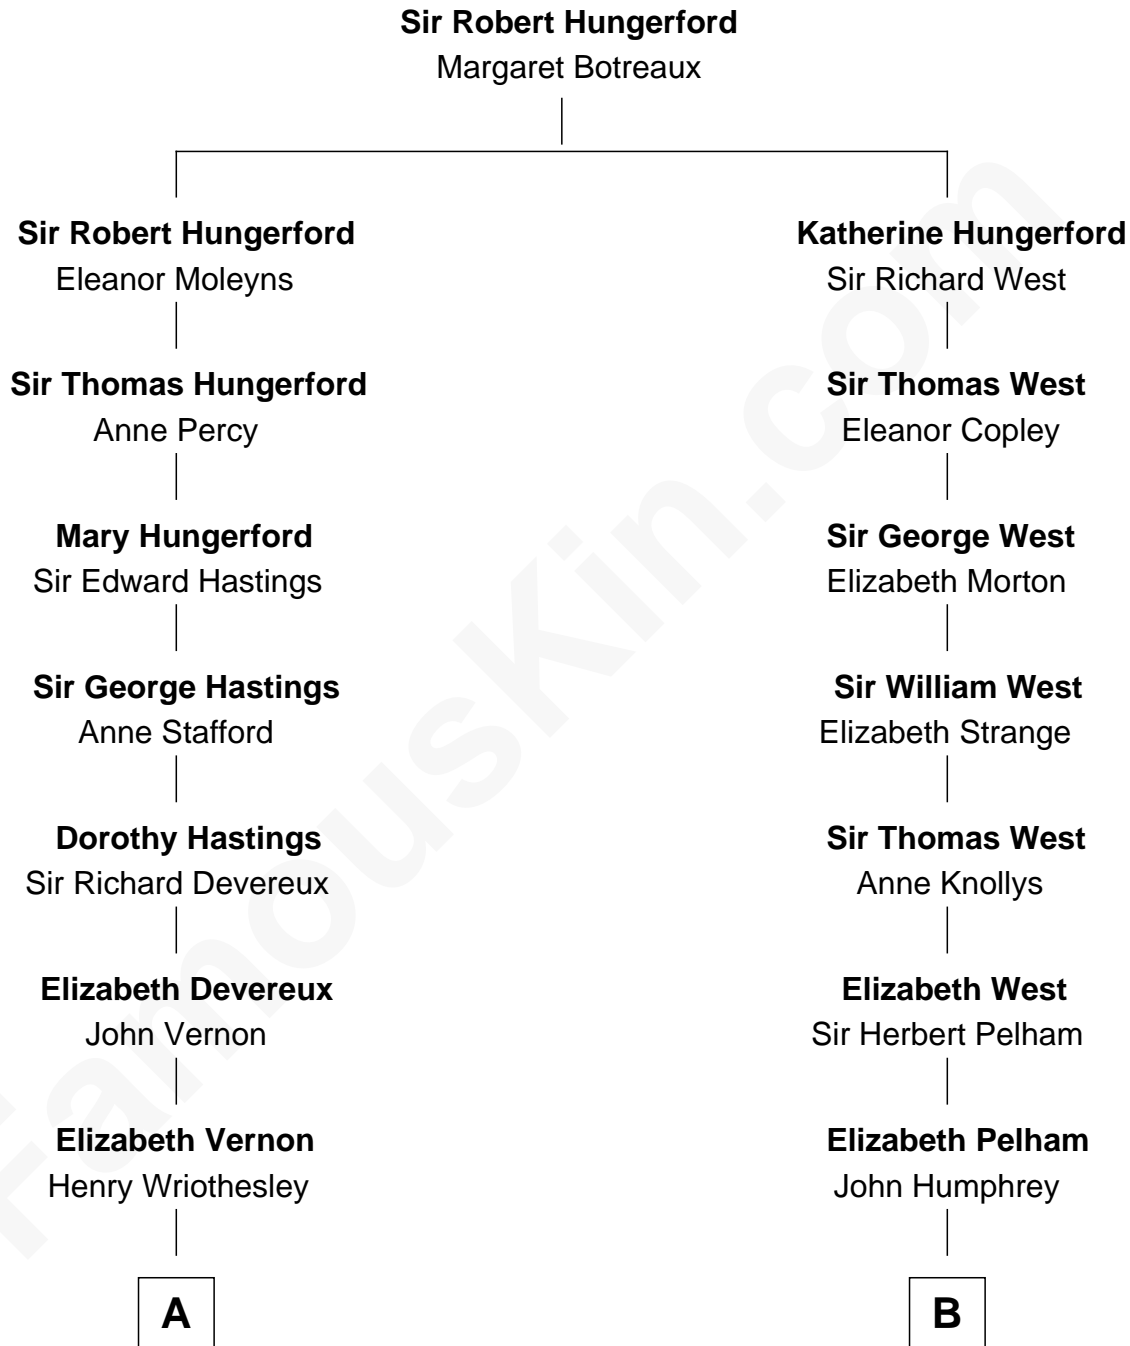 Sir Robert Hungerford
Margaret Botreaux
Sir Robert Hungerford
Eleanor Moleyns
Sir Thomas Hungerford
Anne Percy
Mary Hungerford
Sir Edward Hastings
Sir George Hastings
Anne Stafford
Dorothy Hastings
Sir Richard Devereux
Elizabeth Devereux
John Vernon
Elizabeth Vernon
Henry Wriothesley
A
Katherine Hungerford
Sir Richard West
Sir Thomas West
Eleanor Copley
Sir George West
Elizabeth Morton
Sir William West
Elizabeth Strange
Sir Thomas West
Anne Knollys
Elizabeth West
Sir Herbert Pelham
Elizabeth Pelham
John Humphrey
B
FamousKin.com